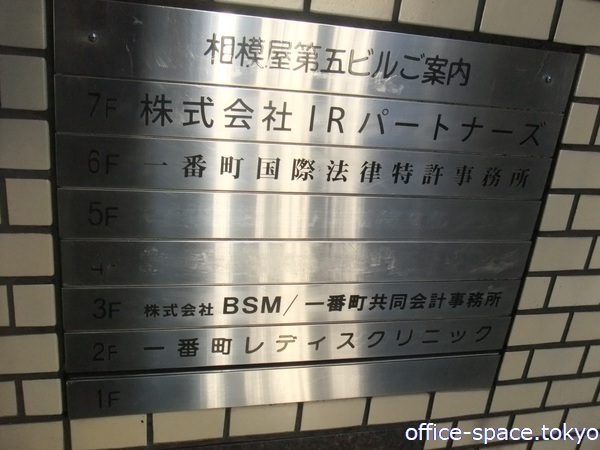 相模屋第五ビルご案内
7F 株式会社IRパートナーズ
6F 一番町国際法律特許事務所
5F
4F
3F 株式会社 BSM/一番町共同会計事務所
2F 一番町レディスクリニック
1F
office-space.tokyo